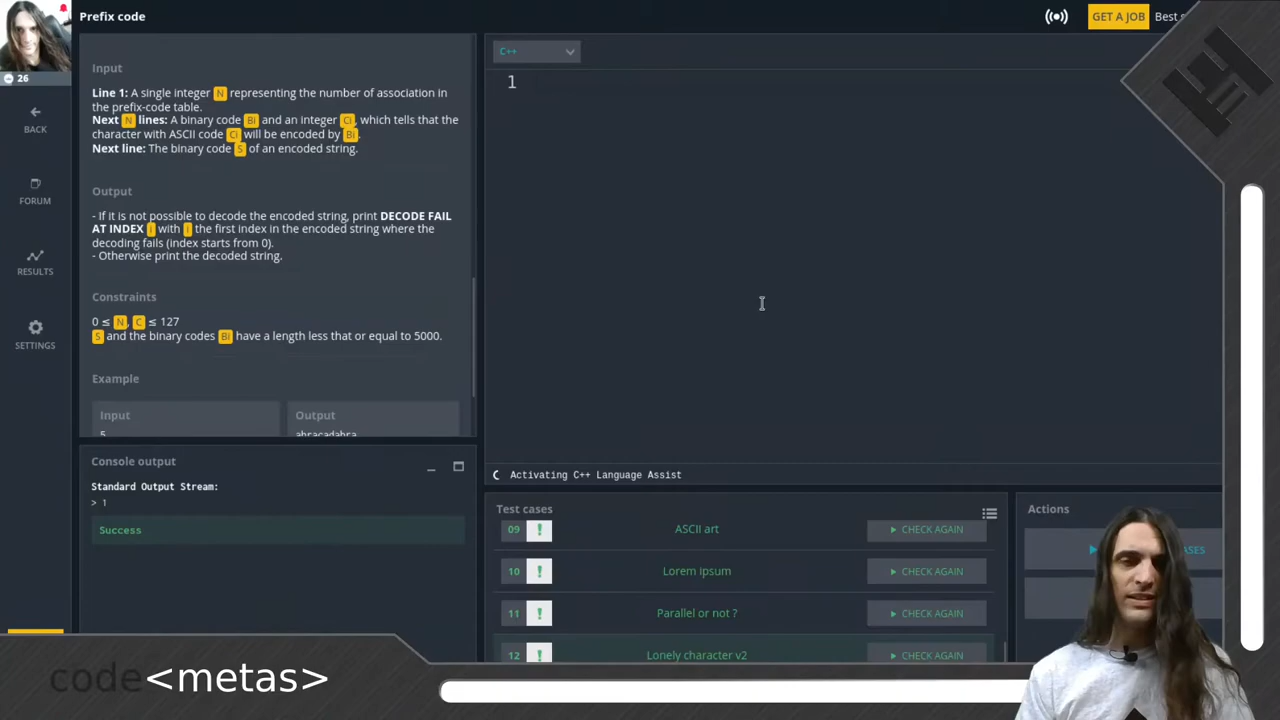 Prefix code
GET A JOB
Best
26
BACK
FORUM
RESULTS
SETTINGS
Input
Line 1: A single integer N representing the number of association in
the prefix-code table.
Next N lines: A binary code Bi and an integer Ci, which tells that the
character with ASCII code Ci will be encoded by Bi.
Next line: The binary code S of an encoded string.
Output
- If it is not possible to decode the encoded string, print DECODE FAIL
AT INDEX i with i the first index in the encoded string where the
decoding fails (index starts from 0).
- Otherwise print the decoded string.
Constraints
0 ≤ N, C ≤ 127
S and the binary codes Bi have a length less that or equal to 5000.
Example
Input
5
Output
abracadabra
C++
1
Activating C++ Language Assist
Console output
Standard Output Stream:
> 1
Success
Test cases
09 ! ASCII art CHECK AGAIN
10 ! Lorem Ipsum CHECK AGAIN
11 ! Parallel or not ? CHECK AGAIN
12 ! Lonely character v2 CHECK AGAIN
Actions
code<metas>